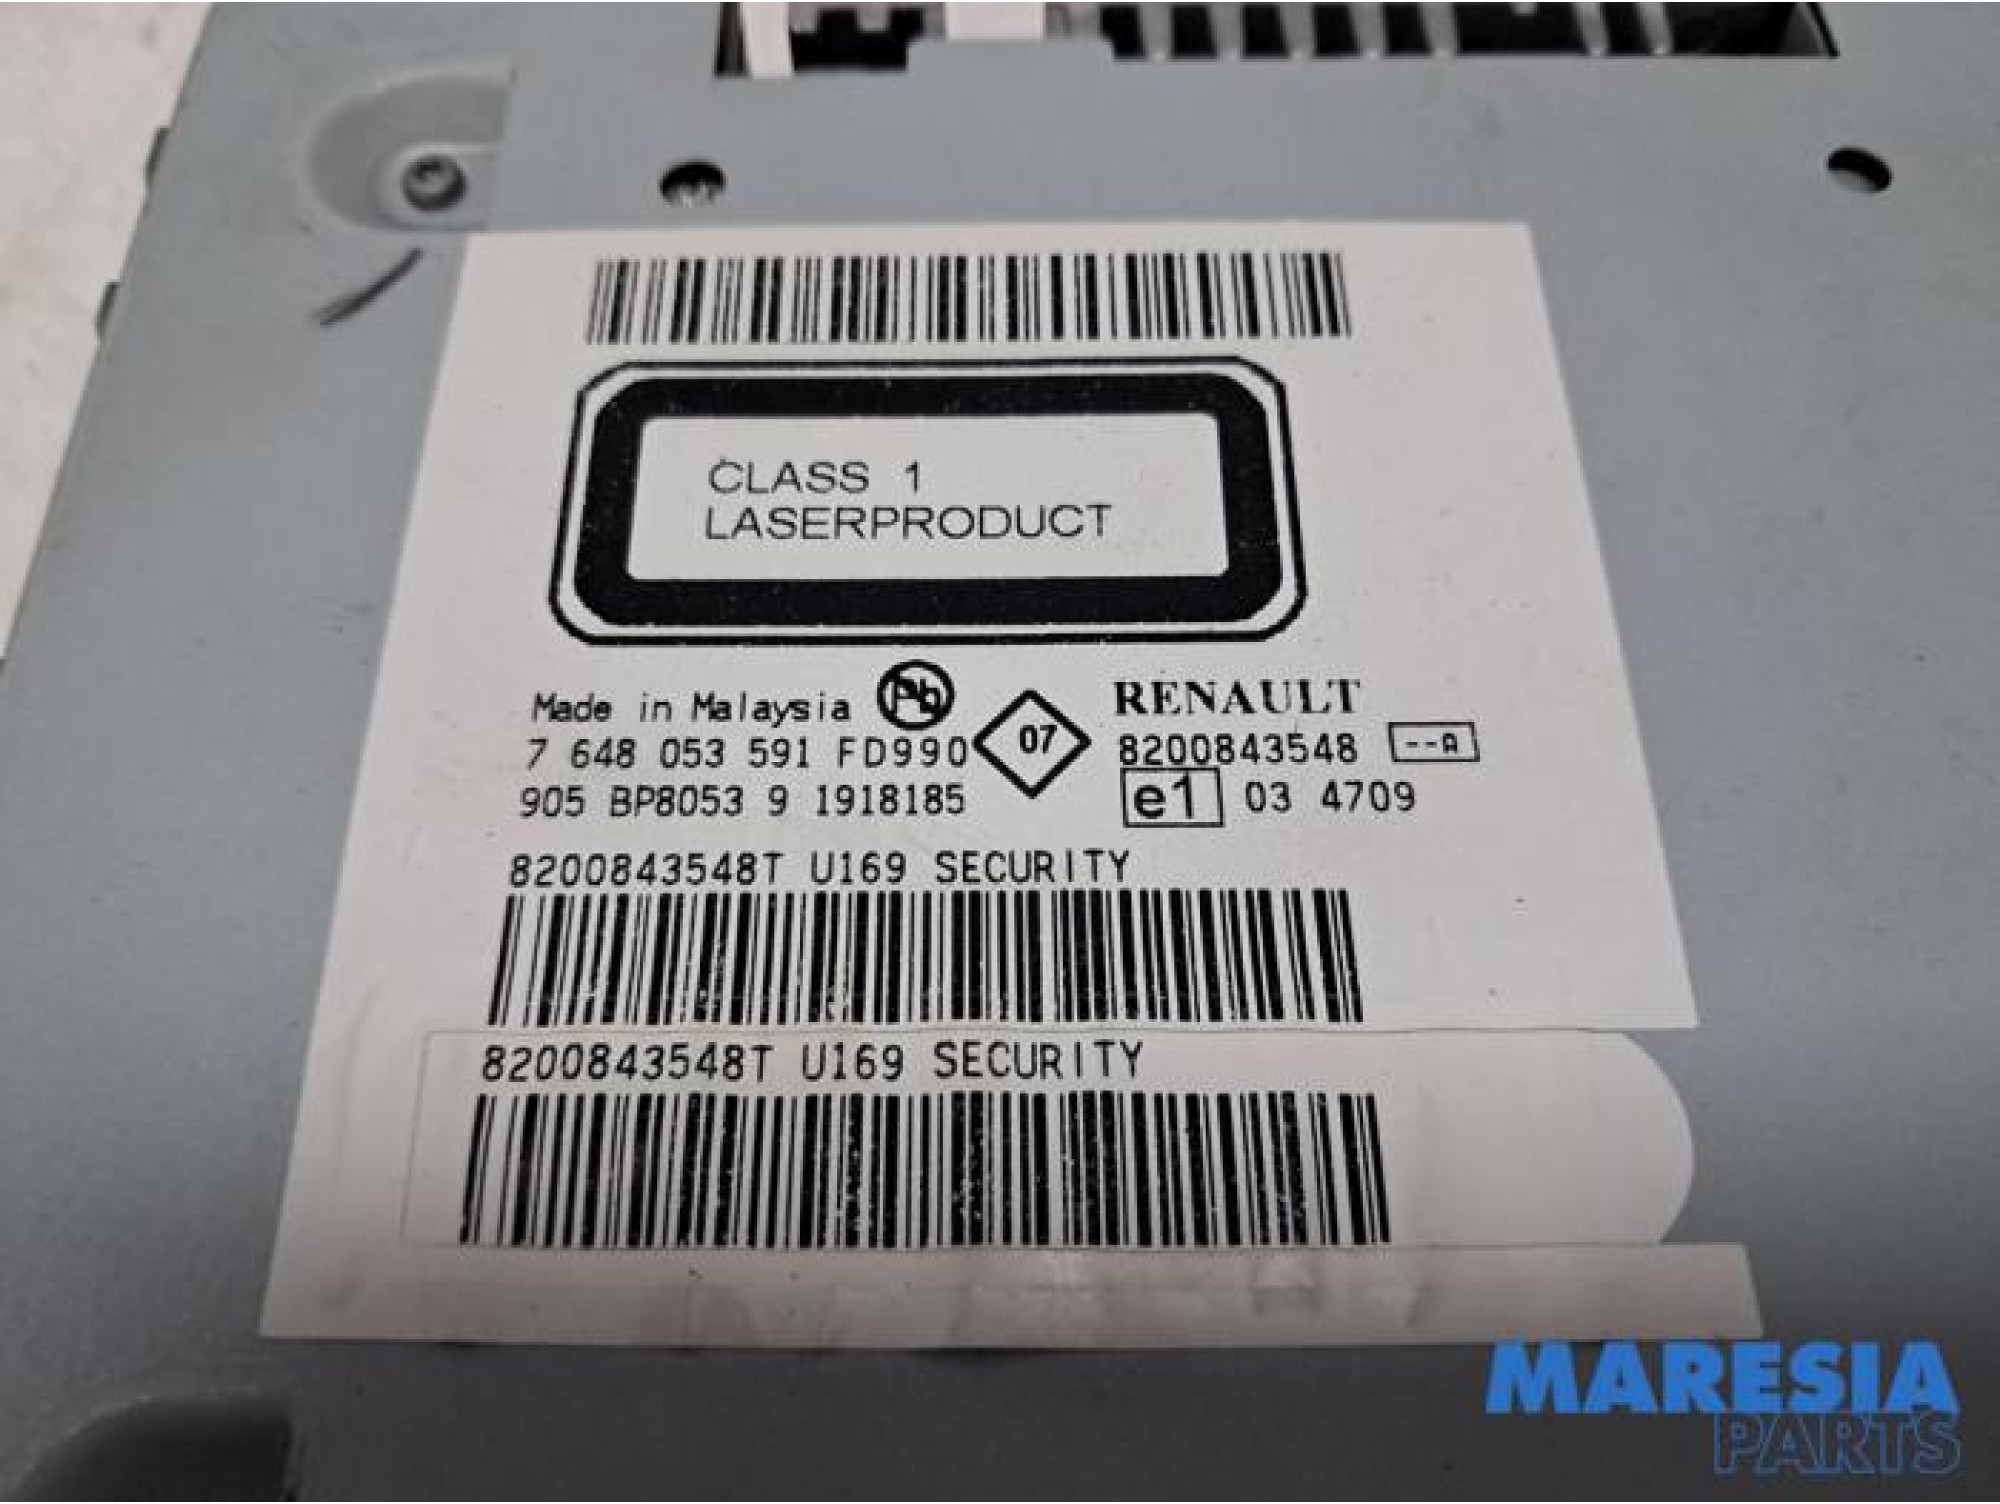 CLASS 1
LASERPRODUCT
Made in Malaysia Pb
7 648 053 591 FD990
905 BP8053 9 1918185
07
RENAULT
8200843548 --A
e1 03 4709
8200843548T U169 SECURITY
8200843548T U169 SECURITY
MARESIA
PARTS